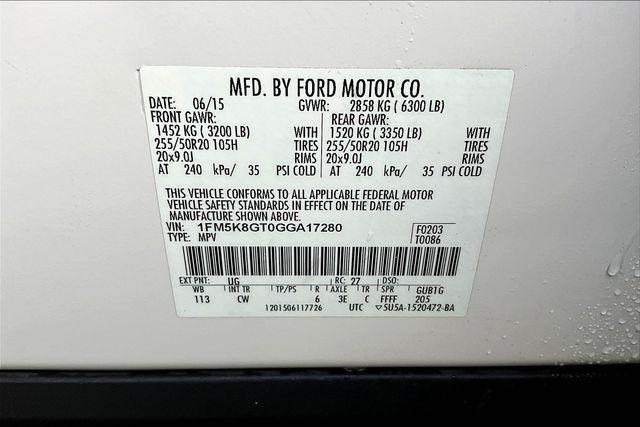 MFD. BY FORD MOTOR CO.
DATE: 06/15 GVWR: 2858 KG ( 6300 LB)
FRONT GAWR: REAR GAWR:
1452 KG ( 3200 LB) WITH 1520 KG ( 3350 LB) WITH
255/50R20 105H TIRES 255/50R20 105H TIRES
20x9.0J RIMS 20x9.0J RIMS
AT 240 kPa/ 35 PSI COLD AT 240 kPa/ 35 PSI COLD
THIS VEHICLE CONFORMS TO ALL APPLICABLE FEDERAL MOTOR
VEHICLE SAFETY STANDARDS IN EFFECT ON THE DATE OF
MANUFACTURE SHOWN ABOVE.
VIN: 1FM5K8GT0GGA17280 F0203
TYPE: MPV T0086
EXT PNT: UG RC: 27 DSO:
WB INT TR TP/PS R AXLE TR SPR GUB1G
113 CW 6 3E C FFFF 205
1201506117726 UTC ▽5U5A-1520472-BA